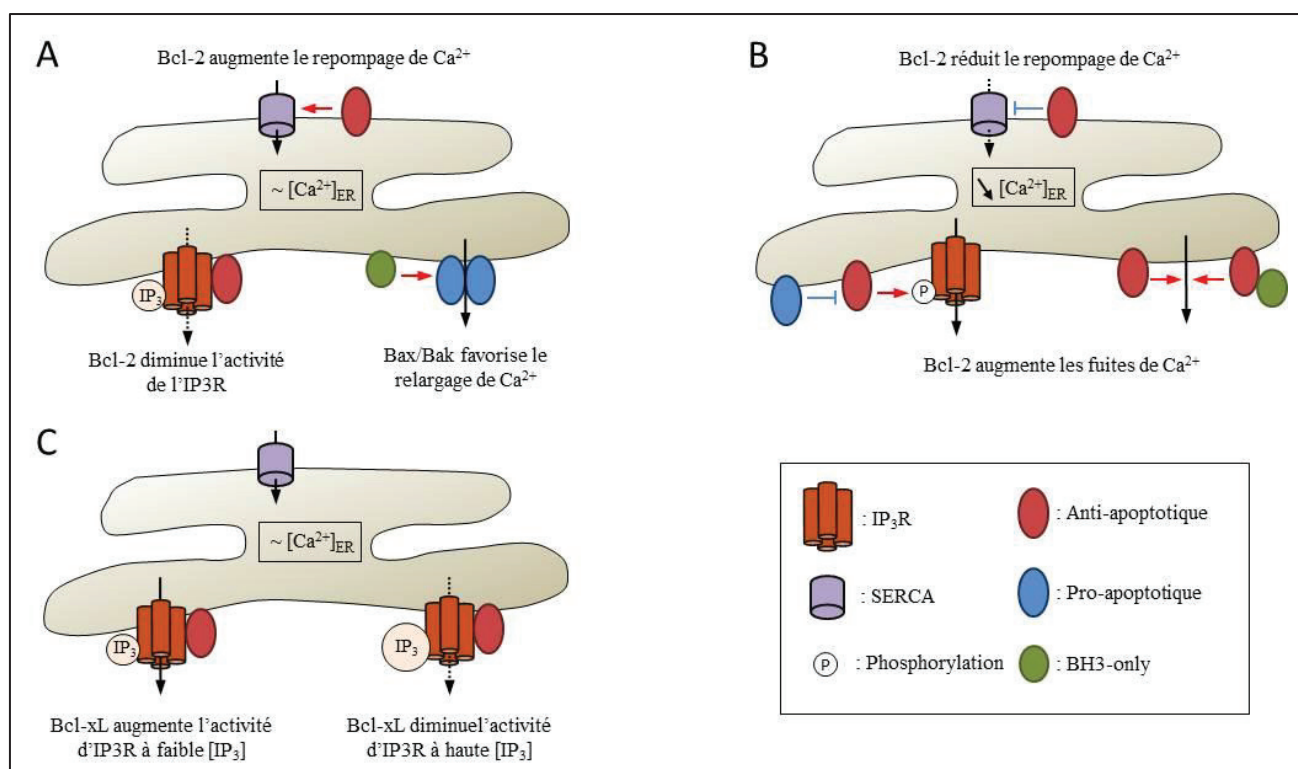 A
Bcl-2 augmente le repompage de Ca²⁺
~ [Ca²⁺]ER
IP₃
Bcl-2 diminue l’activité
de l’IP3R
Bax/Bak favorise le
relargage de Ca²⁺
B
Bcl-2 réduit le repompage de Ca²⁺
[Ca²⁺]ER
P
Bcl-2 augmente les fuites de Ca²⁺
C
~ [Ca²⁺]ER
IP₃
IP₃
Bcl-xL augmente l’activité
d’IP3R à faible [IP₃]
Bcl-xL diminuel’activité
d’IP3R à haute [IP₃]
: IP₃R
: Anti-apoptotique
: SERCA
: Pro-apoptotique
P : Phosphorylation
: BH3-only